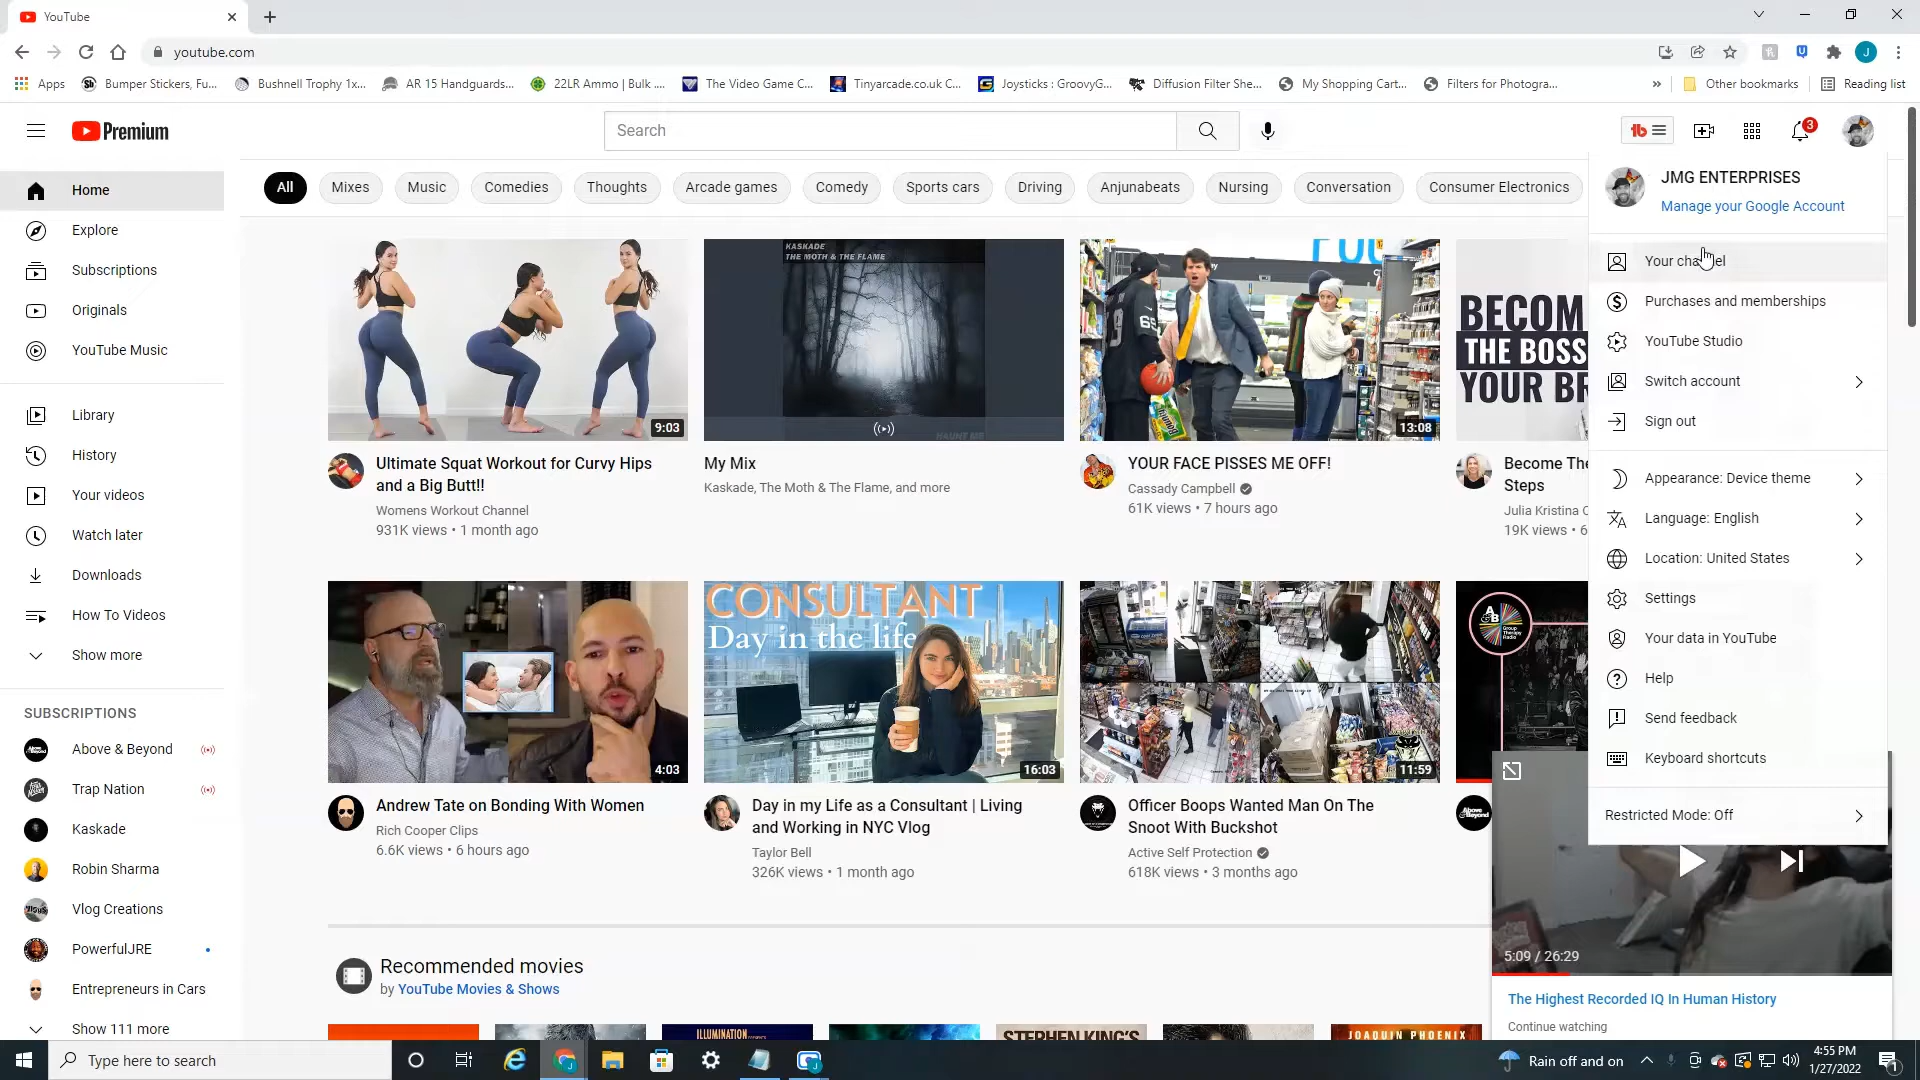 YouTube
youtube.com
Apps
Bumper Stickers, Fu...
Bushnell Trophy 1x...
AR 15 Handguards...
22LR Ammo | Bulk ...
The Video Game C...
Tinyarcade.co.uk C...
Joysticks : GroovyG...
Diffusion Filter She...
My Shopping Cart...
Filters for Photogra...
Other bookmarks
Reading list
Premium
Search
3
Home
Explore
Subscriptions
Originals
YouTube Music
Library
History
Your videos
Watch later
Downloads
How To Videos
Show more
SUBSCRIPTIONS
Above & Beyond
Trap Nation
Kaskade
Robin Sharma
Vlog Creations
PowerfulJRE
Entrepreneurs in Cars
Show 111 more
All
Mixes
Music
Comedies
Thoughts
Arcade games
Comedy
Sports cars
Driving
Anjunabeats
Nursing
Conversation
Consumer Electronics
9:03
Ultimate Squat Workout for Curvy Hips
and a Big Butt!!
Womens Workout Channel
931K views • 1 month ago
KASKADE
THE MOTH & THE FLAME
HAUNT ME
My Mix
Kaskade, The Moth & The Flame, and more
13:08
YOUR FACE PISSES ME OFF!
Cassady Campbell
61K views • 7 hours ago
BECOM
THE BOSS
YOUR BR
Become The
Steps
Julia Kristina C
19K views • 6
4:03
Andrew Tate on Bonding With Women
Rich Cooper Clips
6.6K views • 6 hours ago
CONSULTANT
Day in the life
16:03
Day in my Life as a Consultant | Living
and Working in NYC Vlog
Taylor Bell
326K views • 1 month ago
11:59
Officer Boops Wanted Man On The
Snoot With Buckshot
Active Self Protection
618K views • 3 months ago
Recommended movies
by YouTube Movies & Shows
ILLUMINATION
STEPHEN KING'S
JOAQUIN PHOENIX
JMG ENTERPRISES
Manage your Google Account
Your channel
Purchases and memberships
YouTube Studio
Switch account
Sign out
Appearance: Device theme
Language: English
Location: United States
Settings
Your data in YouTube
Help
Send feedback
Keyboard shortcuts
Restricted Mode: Off
5:09 / 26:29
The Highest Recorded IQ In Human History
Continue watching
Type here to search
Rain off and on
4:55 PM
1/27/2022